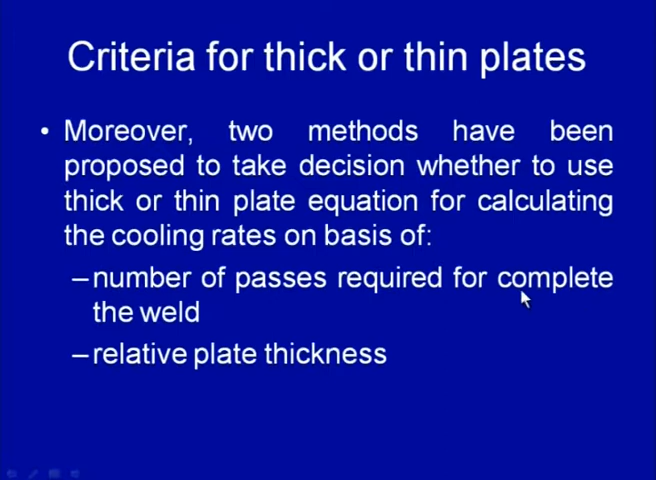 Criteria for thick or thin plates
• Moreover, two methods have been
proposed to take decision whether to use
thick or thin plate equation for calculating
the cooling rates on basis of:
–number of passes required for complete
the weld
–relative plate thickness